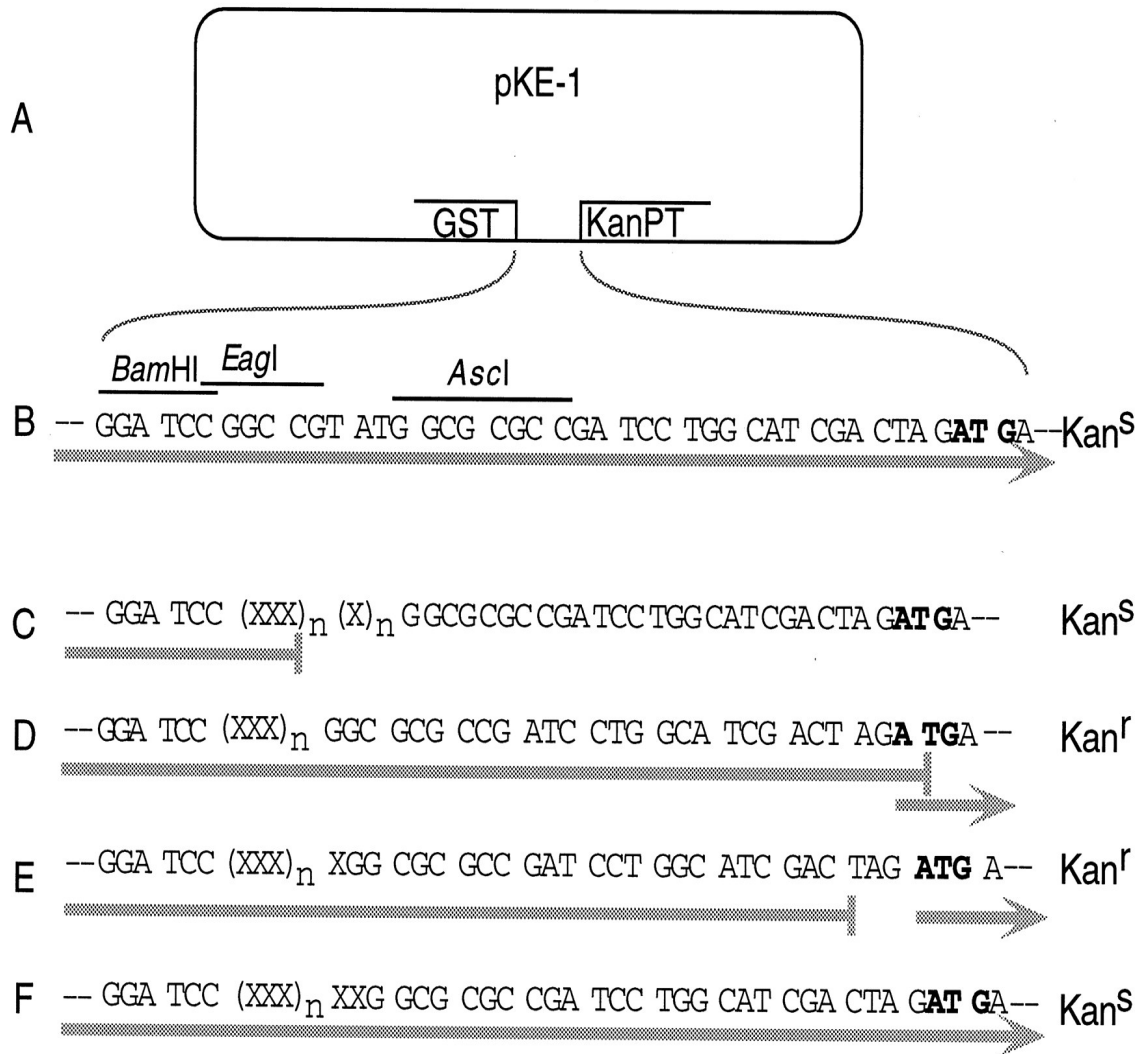 A
pKE-1
GST KanPT
BamHI EagI AscI
B -- GGA TCC GGC CGT ATG GCG CGC CGA TCC TGG CAT CGA CTA GATGA--Kans
C -- GGA TCC (XXX)n (X)n GGCGCGCCGATCCTGGCATCGACTAGATGA-- Kans
D --GGA TCC (XXX)n GGC GCG CCG ATC CTG GCA TCG ACT AGA TGA-- Kanr
E --GGA TCC (XXX)n XGG CGC GCC GAT CCT GGC ATC GAC TAG ATG A-- Kanr
F -- GGA TCC (XXX)n XXG GCG CGC CGA TCC TGG CAT CGA CTA GATGA-- Kans